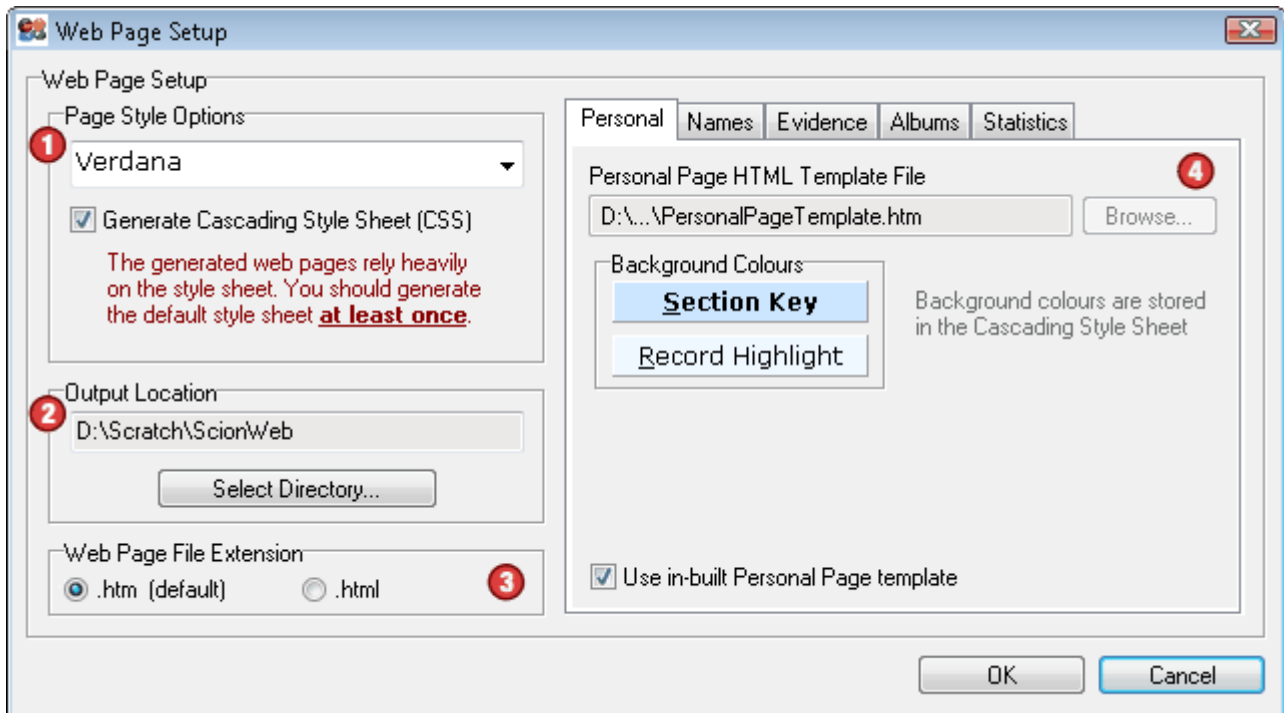 Web Page Setup
Web Page Setup
Page Style Options
1
Verdana
Generate Cascading Style Sheet (CSS)
The generated web pages rely heavily
on the style sheet. You should generate
the default style sheet at least once.
Output Location
2
D:\Scratch\ScionWeb
Select Directory...
Web Page File Extension
.htm (default) .html
3
Personal Names Evidence Albums Statistics
4
Personal Page HTML Template File
D:\...\PersonalPageTemplate.htm Browse...
Background Colours
Section Key
Record Highlight
Background colours are stored
in the Cascading Style Sheet
Use in-built Personal Page template
OK Cancel